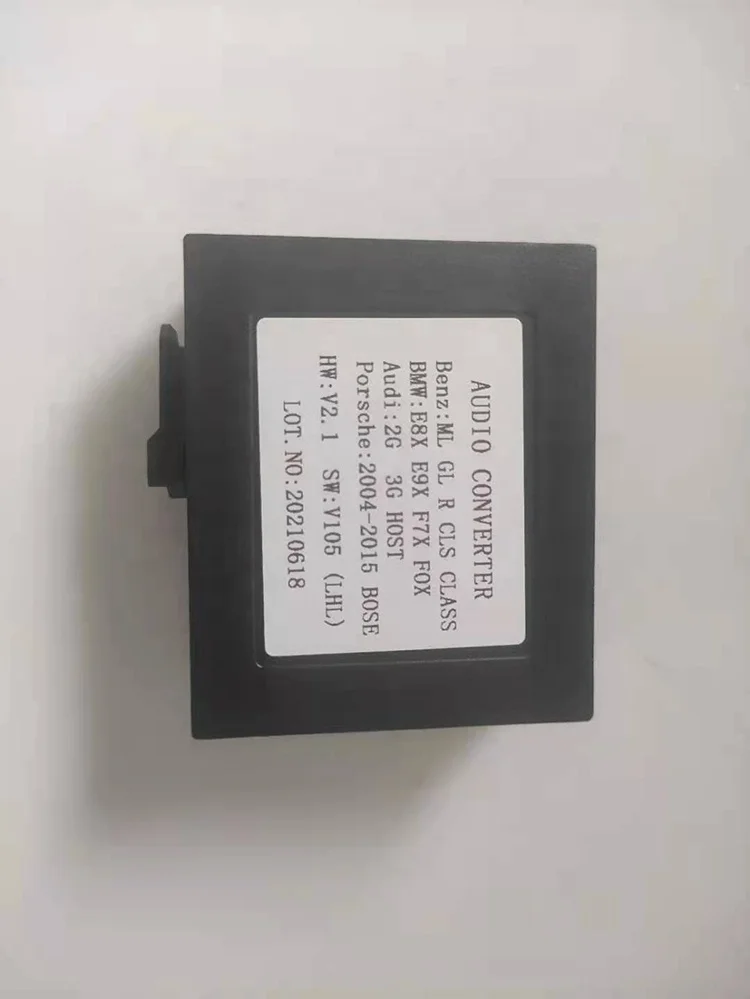 AUDIO CONVERTER
Benz:ML GL R CLS CLASS
BMW:E8X E9X F7X F0X
Audi:2G 3G HOST
Porsche:2004-2015 BOSE
HW:V2.1 SW:V105 (LHL)
LOT.NO:20210618